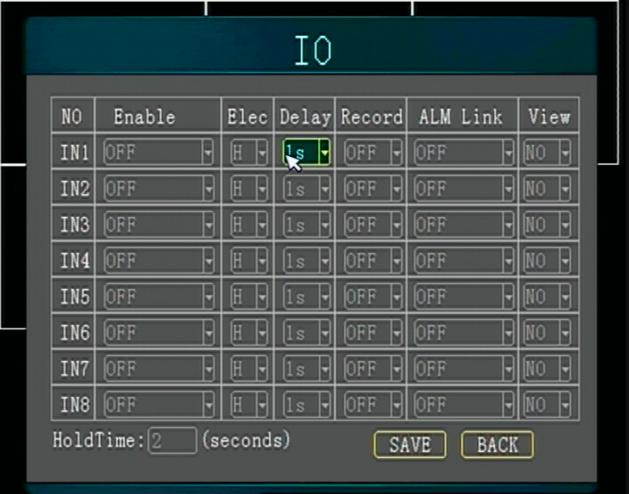 IO
NO Enable Elec Delay Record ALM Link View
IN1 OFF H 1s OFF OFF NO
IN2 OFF H 1s OFF OFF NO
IN3 OFF H 1s OFF OFF NO
IN4 OFF H 1s OFF OFF NO
IN5 OFF H 1s OFF OFF NO
IN6 OFF H 1s OFF OFF NO
IN7 OFF H 1s OFF OFF NO
IN8 OFF H 1s OFF OFF NO
HoldTime: 2 (seconds) SAVE BACK